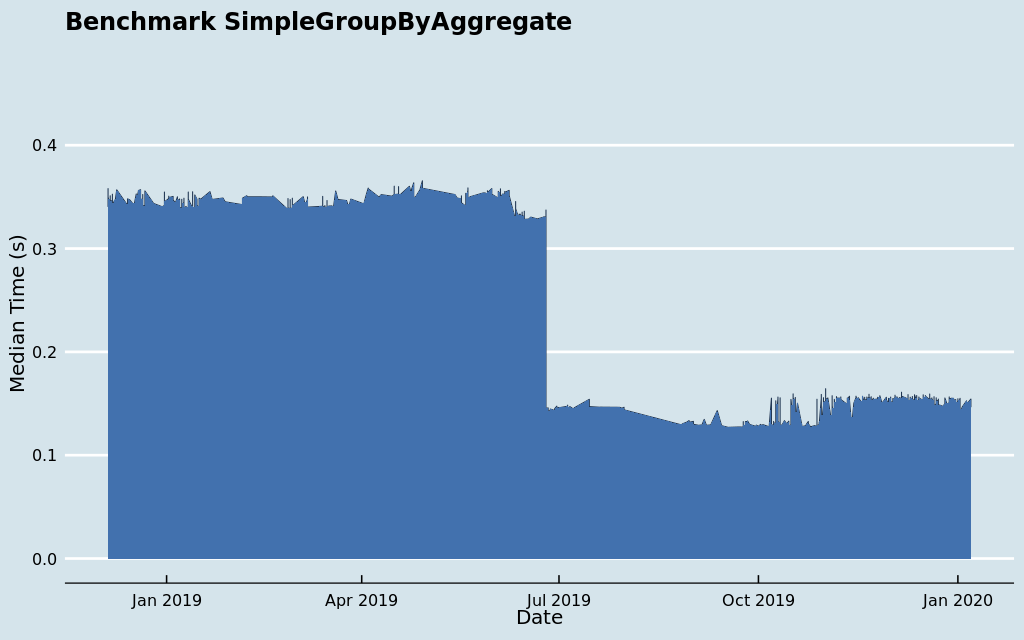 Benchmark SimpleGroupByAggregate
Median Time (s)
0.4
0.3
0.2
0.1
0.0
Jan 2019
Apr 2019
Jul 2019
Oct 2019
Jan 2020
Date